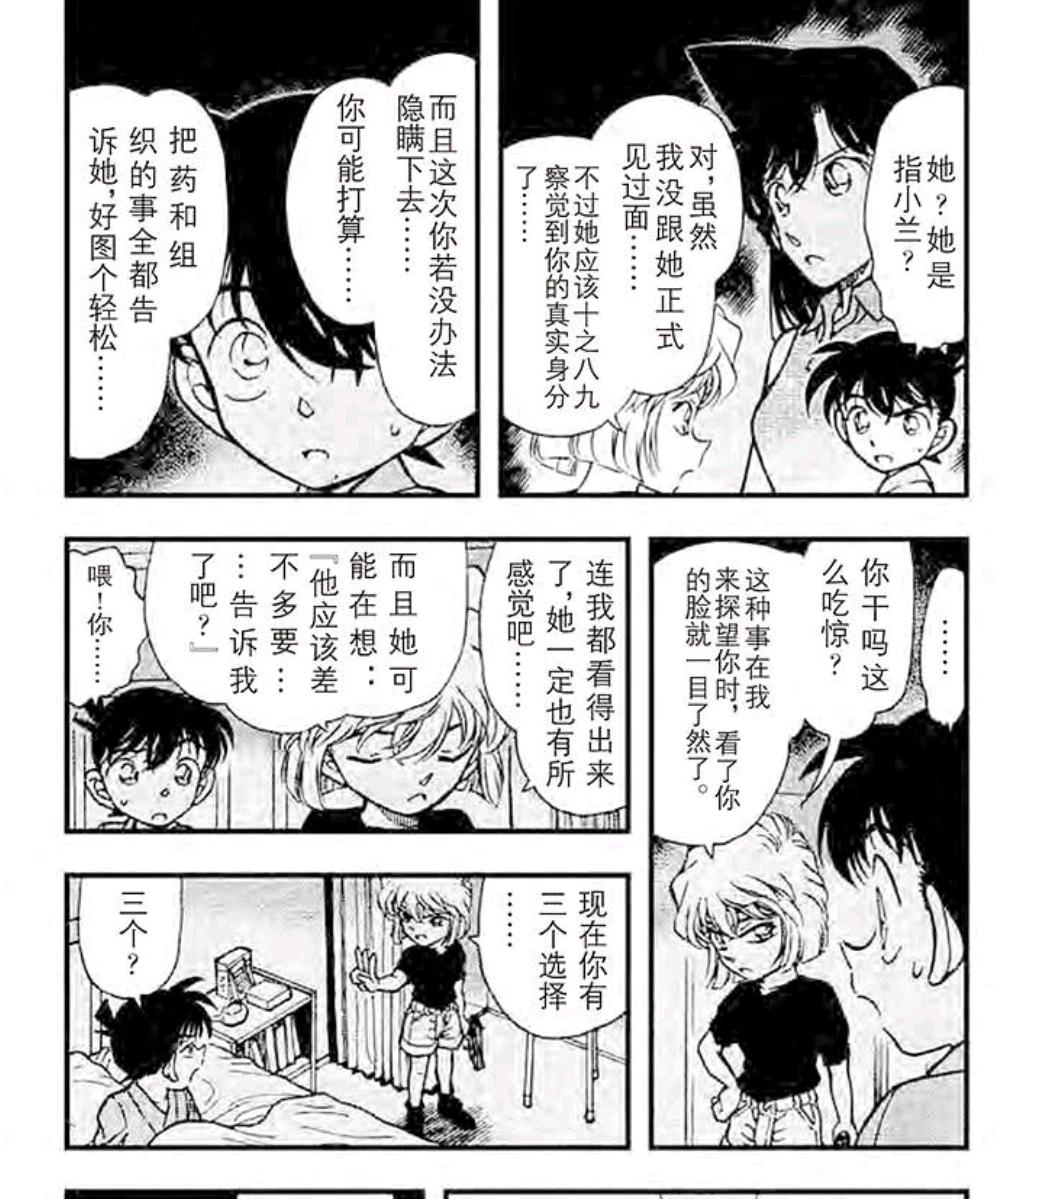 她？她是
指小兰？
对，虽然
我没跟她正式
见过面……
不过她应该十之八九
察觉到你的真实身分
了……
而且这次你若没办法
隐瞒下去……
你可能打算……
把药和组
织的事全都告
诉她，好图个轻松……
……
你干吗这
么吃惊？
这种事在我
来探望你时，看了你
的脸就一目了然了。
连我都看得出来
了，她一定也有所
感觉吧……
而且她可
能在想：
『他应该差
不多要…
…告诉我
了吧？』
喂！你……
现在你有
三个选择
……
三个？